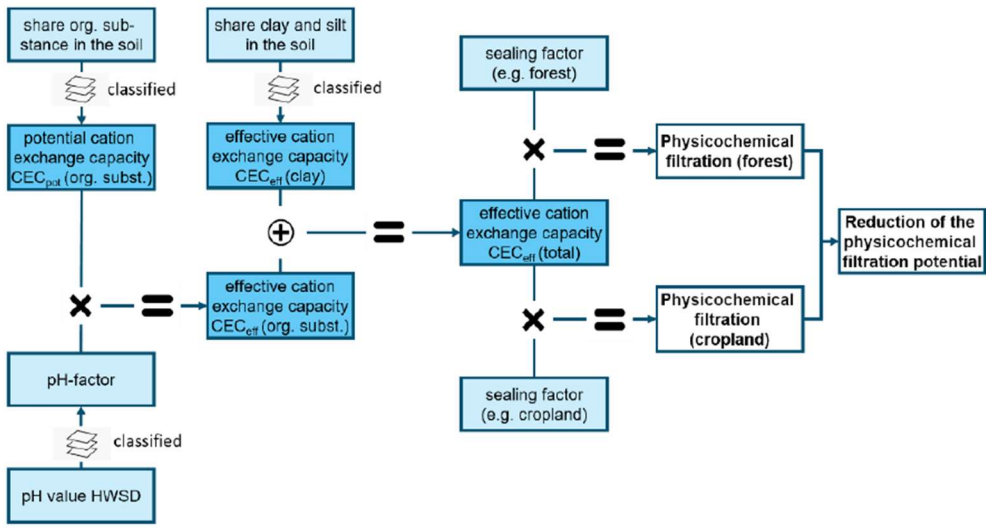 share org. sub-
stance in the soil
classified
potential cation
exchange capacity
CECpot (org. subst.)
pH-factor
classified
pH value HWSD
share clay and silt
in the soil
classified
effective cation
exchange capacity
CECeff (clay)
effective cation
exchange capacity
CECeff (org. subst.)
sealing factor
(e.g. forest)
effective cation
exchange capacity
CECeff (total)
sealing factor
(e.g. cropland)
Physicochemical
filtration (forest)
Physicochemical
filtration
(cropland)
Reduction of the
physicochemical
filtration potential